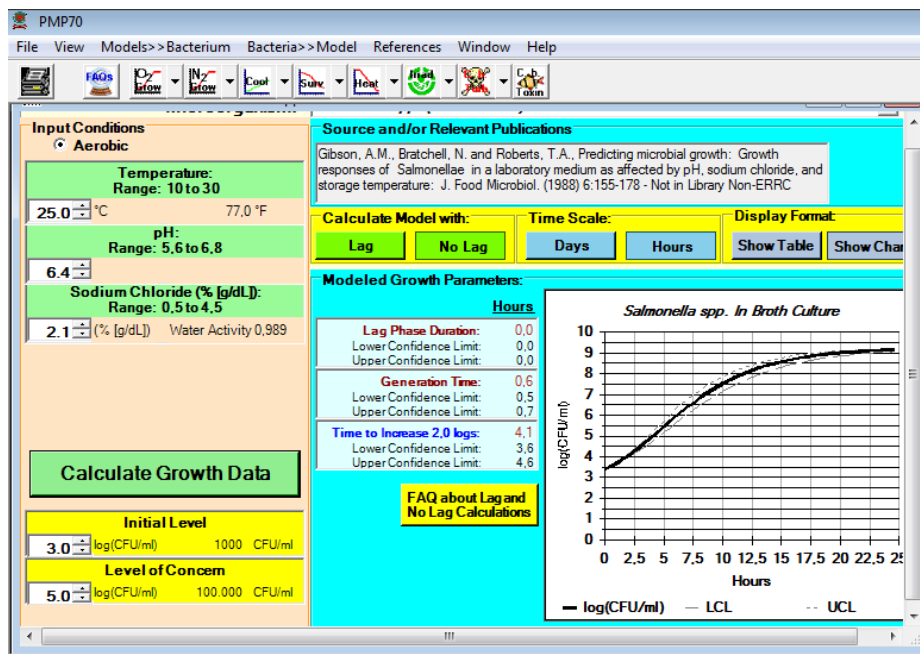 PMP70
File View Models>>Bacterium Bacteria>>Model References Window Help
FAQs O2 Grow N2 Grow Cool Surv. Heat Irrad C.b. Toxin
Input Conditions
Aerobic
Temperature:
Range: 10 to 30
25.0 °C 77,0 °F
pH:
Range: 5,6 to 6,8
6.4
Sodium Chloride (% [g/dL]):
Range: 0,5 to 4,5
2.1 (% [g/dL]) Water Activity 0,989
Calculate Growth Data
Initial Level
3.0 log(CFU/ml) 1000 CFU/ml
Level of Concern
5.0 log(CFU/ml) 100.000 CFU/ml
Source and/or Relevant Publications
Gibson, A.M., Bratchell, N. and Roberts, T.A., Predicting microbial growth: Growth
responses of Salmonellae in a laboratory medium as affected by pH, sodium chloride, and
storage temperature: J. Food Microbiol. (1988) 6:155-178 - Not in Library Non-ERRC
Calculate Model with: Time Scale: Display Format:
Lag No Lag Days Hours Show Table Show Char
Modeled Growth Parameters:
Hours
Lag Phase Duration: 0,0
Lower Confidence Limit: 0,0
Upper Confidence Limit: 0,0
Generation Time: 0,6
Lower Confidence Limit: 0,5
Upper Confidence Limit: 0,7
Time to Increase 2,0 logs: 4,1
Lower Confidence Limit: 3,6
Upper Confidence Limit: 4,6
FAQ about Lag and
No Lag Calculations
Salmonella spp. In Broth Culture
log(CFU/ml)
10
9
8
7
6
5
4
3
2
1
0
0 2,5 5 7,5 10 12,5 15 17,5 20 22,5 25
Hours
log(CFU/ml) LCL UCL